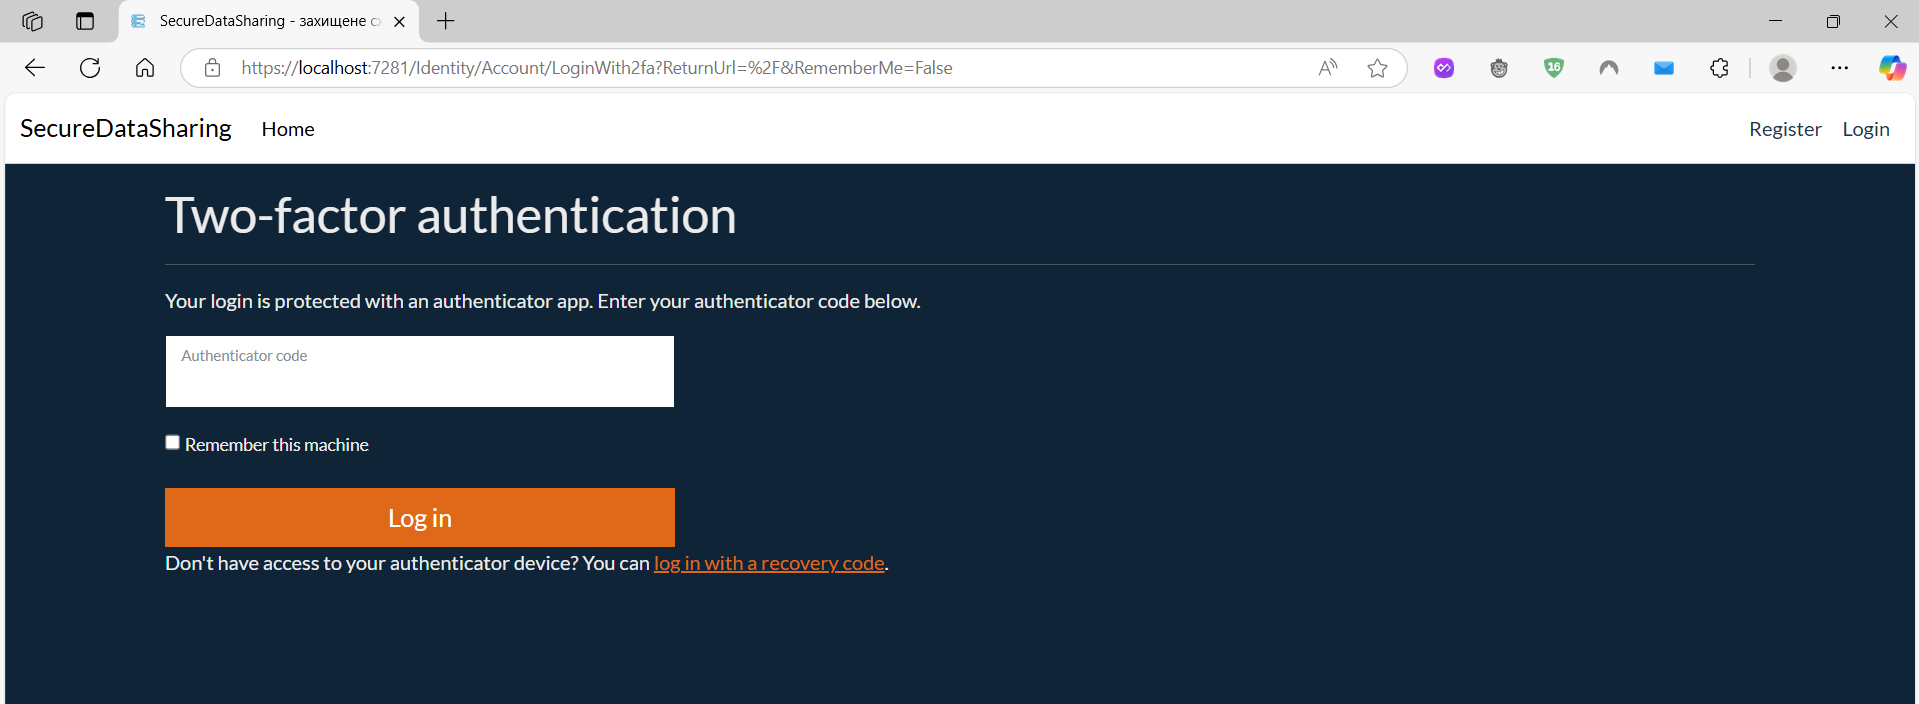 SecureDataSharing - захищене
https://localhost:7281/Identity/Account/LoginWith2fa?ReturnUrl=%2F&RememberMe=False
16
SecureDataSharing Home Register Login
Two-factor authentication
Your login is protected with an authenticator app. Enter your authenticator code below.
Authenticator code
Remember this machine
Log in
Don't have access to your authenticator device? You can log in with a recovery code.